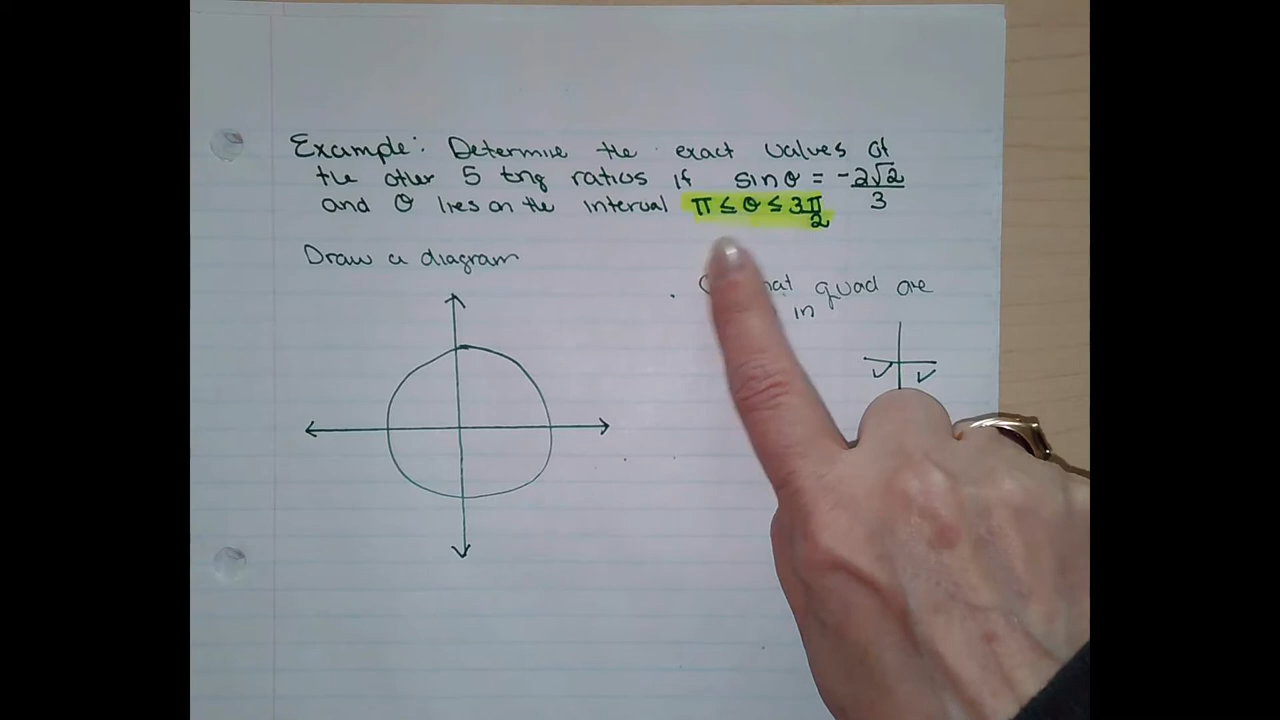 Example: Determine the exact values of
the other 5 trig ratios if sinθ = -2√2/3
and θ lies on the interval π ≤ θ ≤ 3π/2
Draw a diagram
quad are
in